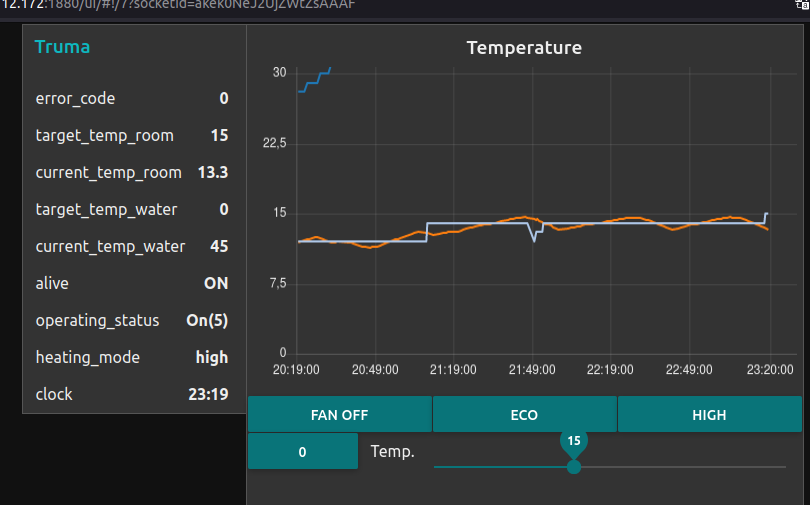 12.172:1880/ui/#!/7?socketid=akek0NeJ2UjZWtZsAAAF
Truma
error_code 0
target_temp_room 15
current_temp_room 13.3
target_temp_water 0
current_temp_water 45
alive ON
operating_status On(5)
heating_mode high
clock 23:19
Temperature
30
22,5
15
7,5
0
20:19:00 20:49:00 21:19:00 21:49:00 22:19:00 22:49:00 23:20:00
FAN OFF ECO HIGH
15
0 Temp.